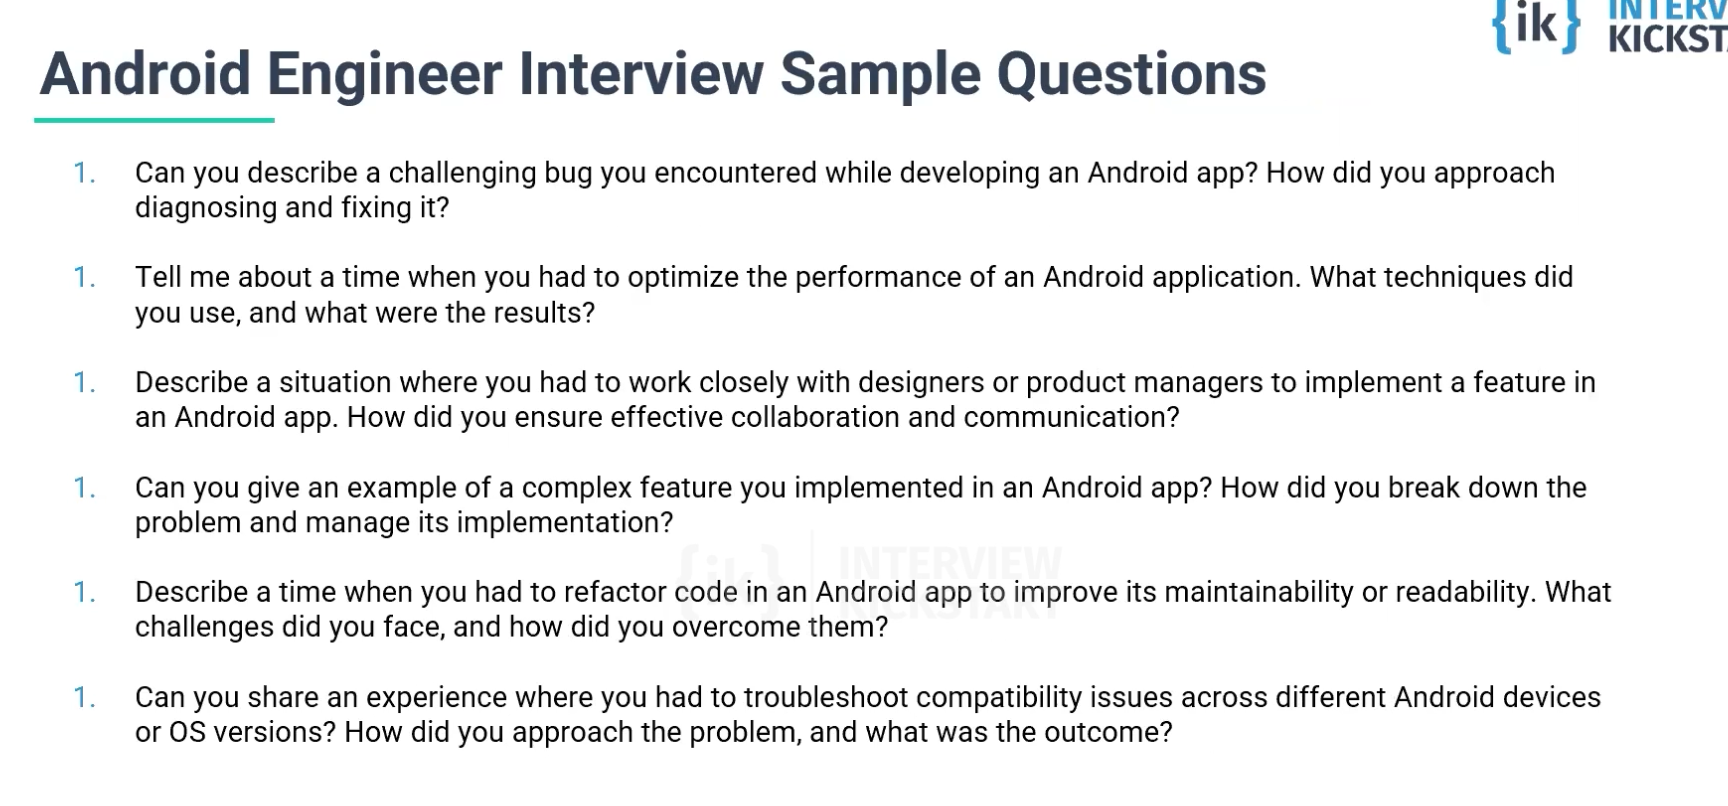 {ik}
INTERV
KICKST
Android Engineer Interview Sample Questions
1. Can you describe a challenging bug you encountered while developing an Android app? How did you approach
diagnosing and fixing it?
1. Tell me about a time when you had to optimize the performance of an Android application. What techniques did
you use, and what were the results?
1. Describe a situation where you had to work closely with designers or product managers to implement a feature in
an Android app. How did you ensure effective collaboration and communication?
1. Can you give an example of a complex feature you implemented in an Android app? How did you break down the
problem and manage its implementation?
{ik} INTERVIEW
KICKSTART
1. Describe a time when you had to refactor code in an Android app to improve its maintainability or readability. What
challenges did you face, and how did you overcome them?
1. Can you share an experience where you had to troubleshoot compatibility issues across different Android devices
or OS versions? How did you approach the problem, and what was the outcome?